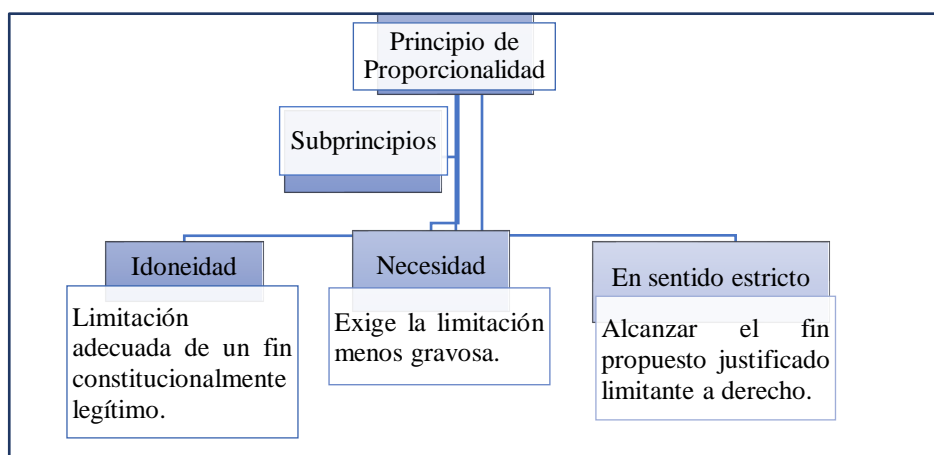 Principio de
Proporcionalidad
Subprincipios
Idoneidad
Limitación
adecuada de un fin
constitucionalmente
legítimo.
Necesidad
Exige la limitación
menos gravosa.
En sentido estricto
Alcanzar el fin
propuesto justificado
limitante a derecho.